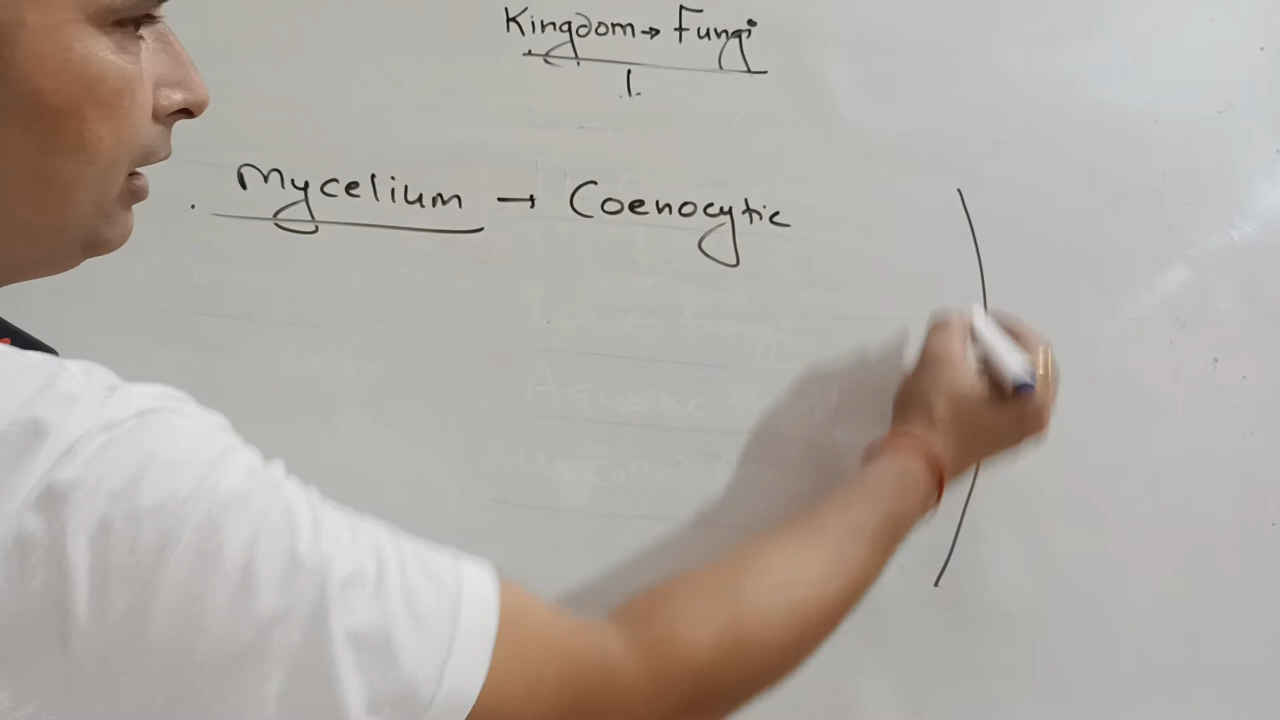 Kingdom → Fungi
1.
Mycelium → Coenocytic